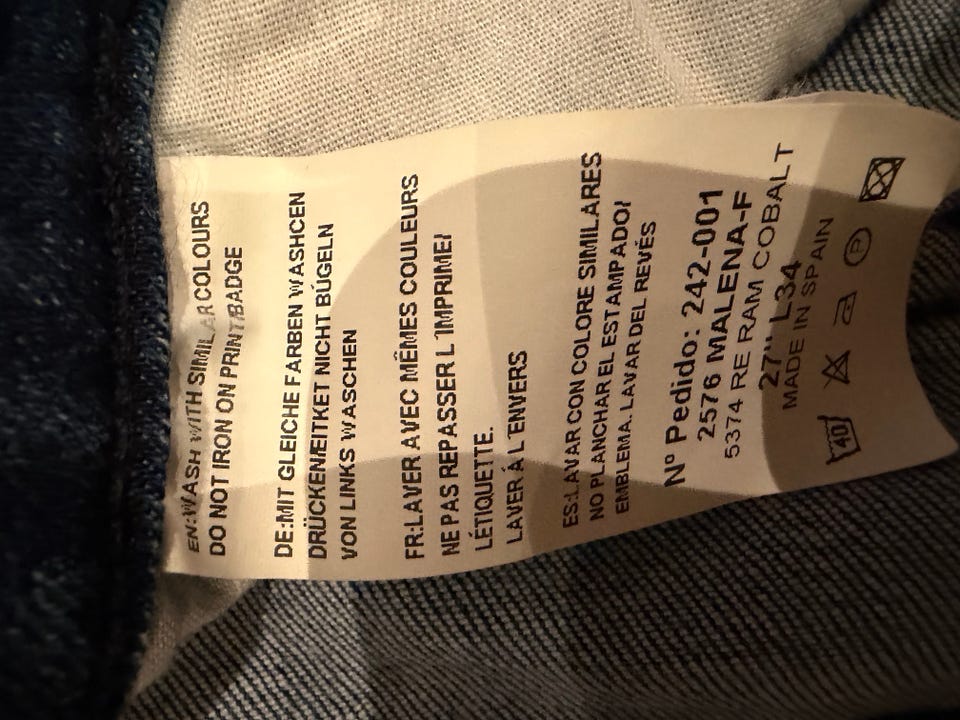 EN:WASH WITH SIMILAR COLOURS
DO NOT IRON ON PRINT/BADGE
DE:MIT GLEICHE FARBEN WASHCEN
DRÜCKEN/EITKET NICHT BÜGELN
VON LINKS WASCHEN
FR:LAVER AVEC MÊMES COULEURS
NE PAS REPASSER L'IMPRIME/
LÉTIQUETTE.
LAVER Á L'ENVERS
ES:LAVAR CON COLORE SIMILARES
NO PLANCHAR EL ESTAMPADO/
EMBLEMA. LAVAR DEL REVÉS
Nº Pedido: 242-001
2576 MALENA-F
5374 RE RAM COBALT
27" L34
MADE IN SPAIN
40 P